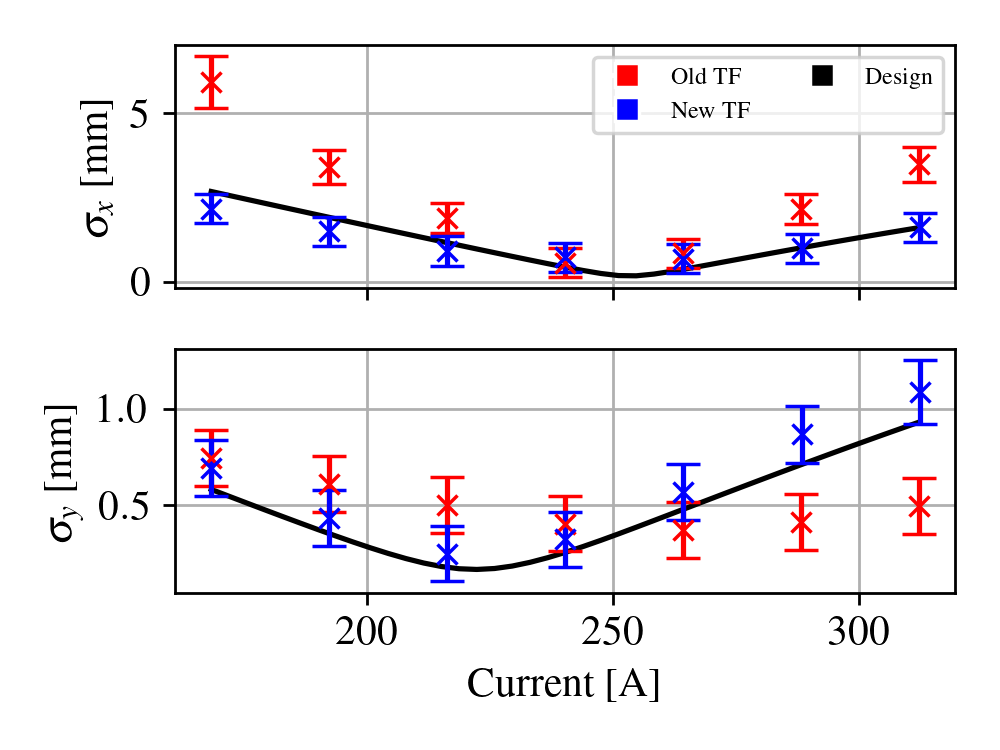 σx [mm]
5
0
Old TF
New TF
Design
σy [mm]
1.0
0.5
200 250 300
Current [A]